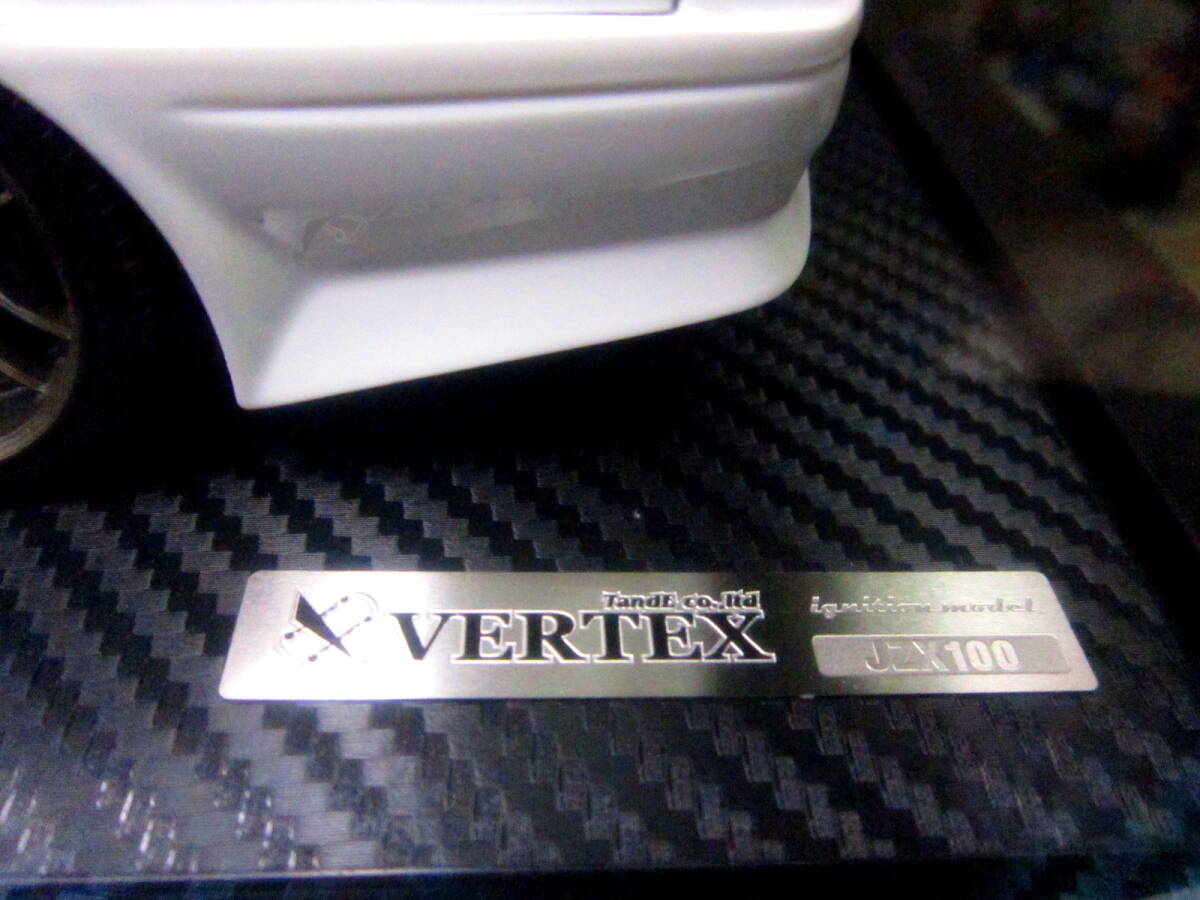 TandE co.,ltd
VERTEX
ignition model
JZX100